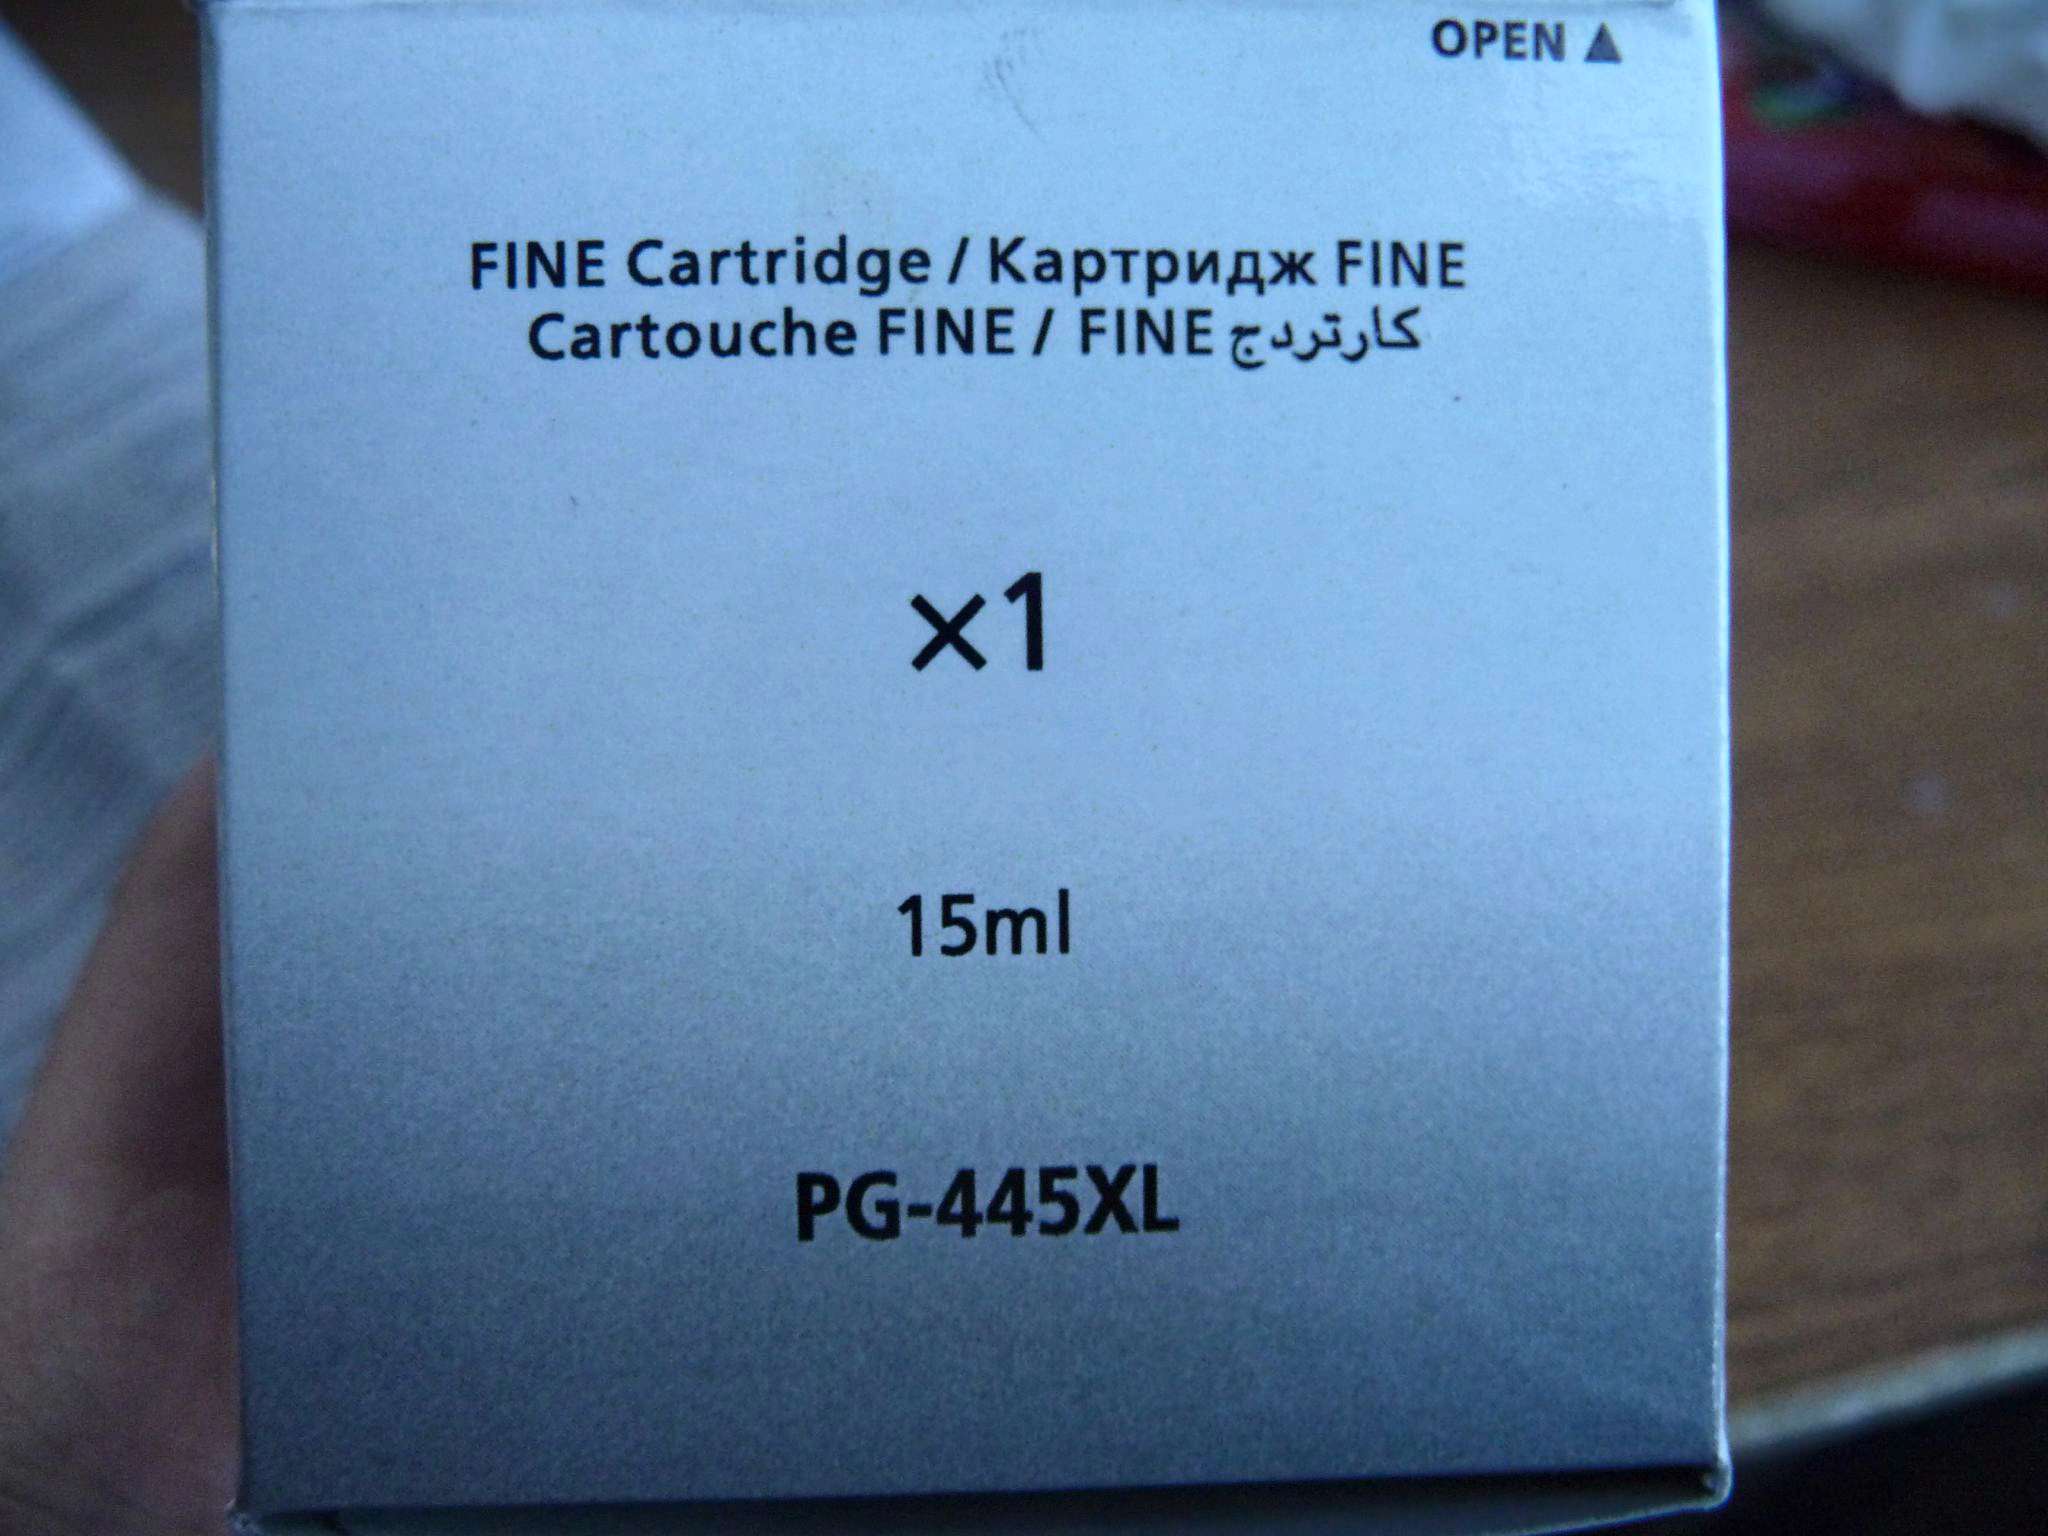 OPEN ▲
FINE Cartridge / Картридж FINE
Cartouche FINE / FINE كارتردج
×1
15ml
PG-445XL